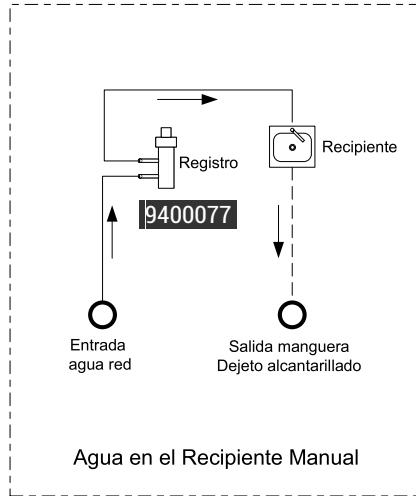 Registro
Recipiente
9400077
Entrada
agua red
Salida manguera
Dejeto alcantarillado
Agua en el Recipiente Manual